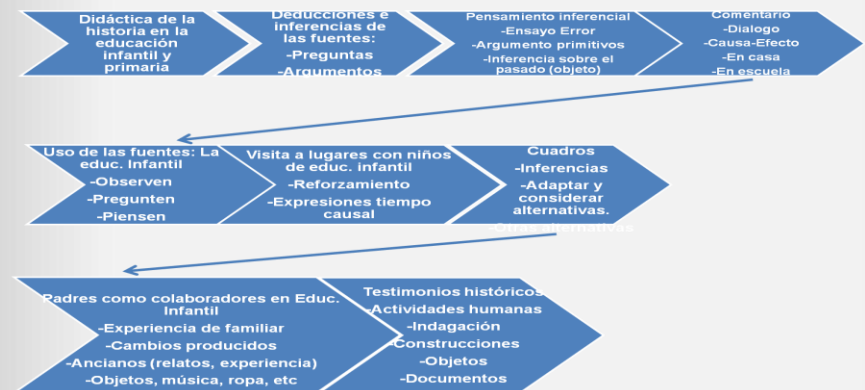 Didáctica de la
historia en la
educación
infantil y
primaria
Deducciones e
inferencias de
las fuentes:
-Preguntas
-Argumentos
Pensamiento inferencial
-Ensayo Error
-Argumento primitivos
-Inferencia sobre el
pasado (objeto)
Comentario
-Dialogo
-Causa-Efecto
-En casa
-En escuela
Uso de las fuentes: La
educ. Infantil
-Observen
-Pregunten
-Piensen
Visita a lugares con niños
de educ. infantil
-Reforzamiento
-Expresiones tiempo
causal
Cuadros
-Inferencias
-Adaptar y
considerar
alternativas.
-Otras alternativas
Padres como colaboradores en Educ.
Infantil
-Experiencia de familiar
-Cambios producidos
-Ancianos (relatos, experiencia)
-Objetos, música, ropa, etc
Testimonios históricos
-Actividades humanas
-Indagación
-Construcciones
-Objetos
-Documentos